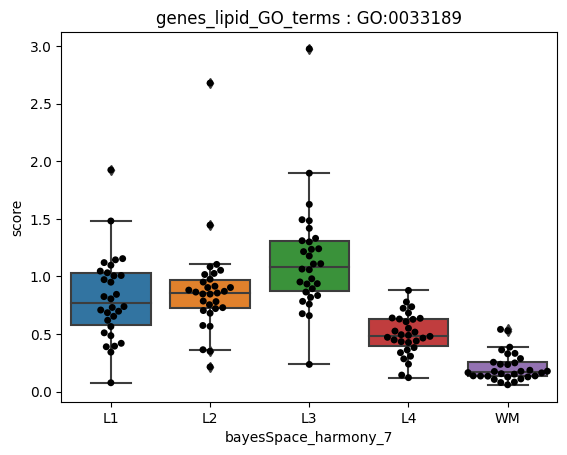 genes_lipid_GO_terms : GO:0033189
3.0
2.5
2.0
1.5
1.0
0.5
0.0
score
L1 L2 L3 L4 WM
bayesSpace_harmony_7